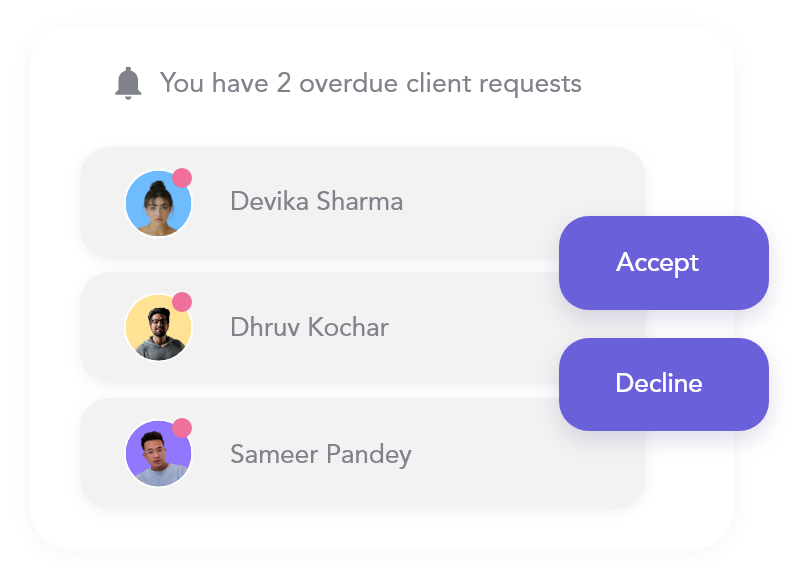 You have 2 overdue client requests
Devika Sharma
Accept
Dhruv Kochar
Decline
Sameer Pandey